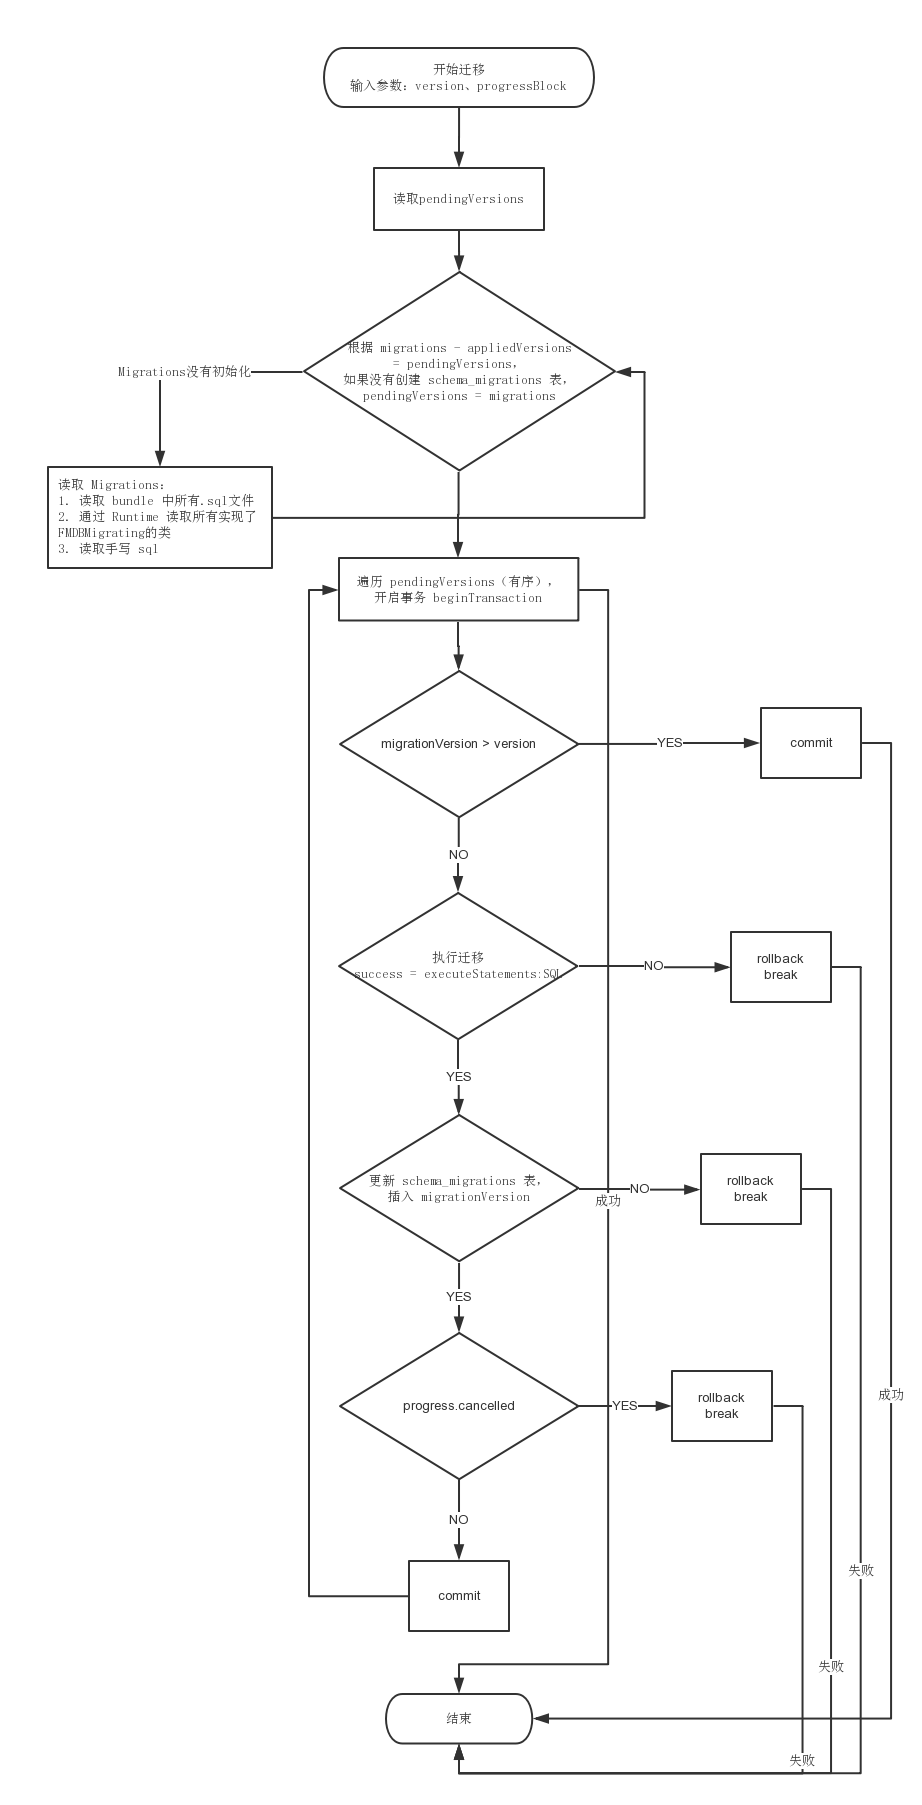 开始迁移
输入参数：version、progressBlock
读取pendingVersions
根据 migrations - appliedVersions
= pendingVersions，
如果没有创建 schema_migrations 表，
pendingVersions = migrations
Migrations没有初始化
读取 Migrations：
1. 读取 bundle 中所有.sql文件
2. 通过 Runtime 读取所有实现了
FMDBMigrating的类
3. 读取手写 sql
遍历 pendingVersions（有序），
开启事务 beginTransaction
migrationVersion > version
YES
commit
NO
执行迁移
success = executeStatements:SQL
NO
rollback
break
YES
更新 schema_migrations 表，
插入 migrationVersion
NO
成功
rollback
break
YES
progress.cancelled
YES
rollback
break
成功
NO
commit
失败
失败
结束
失败